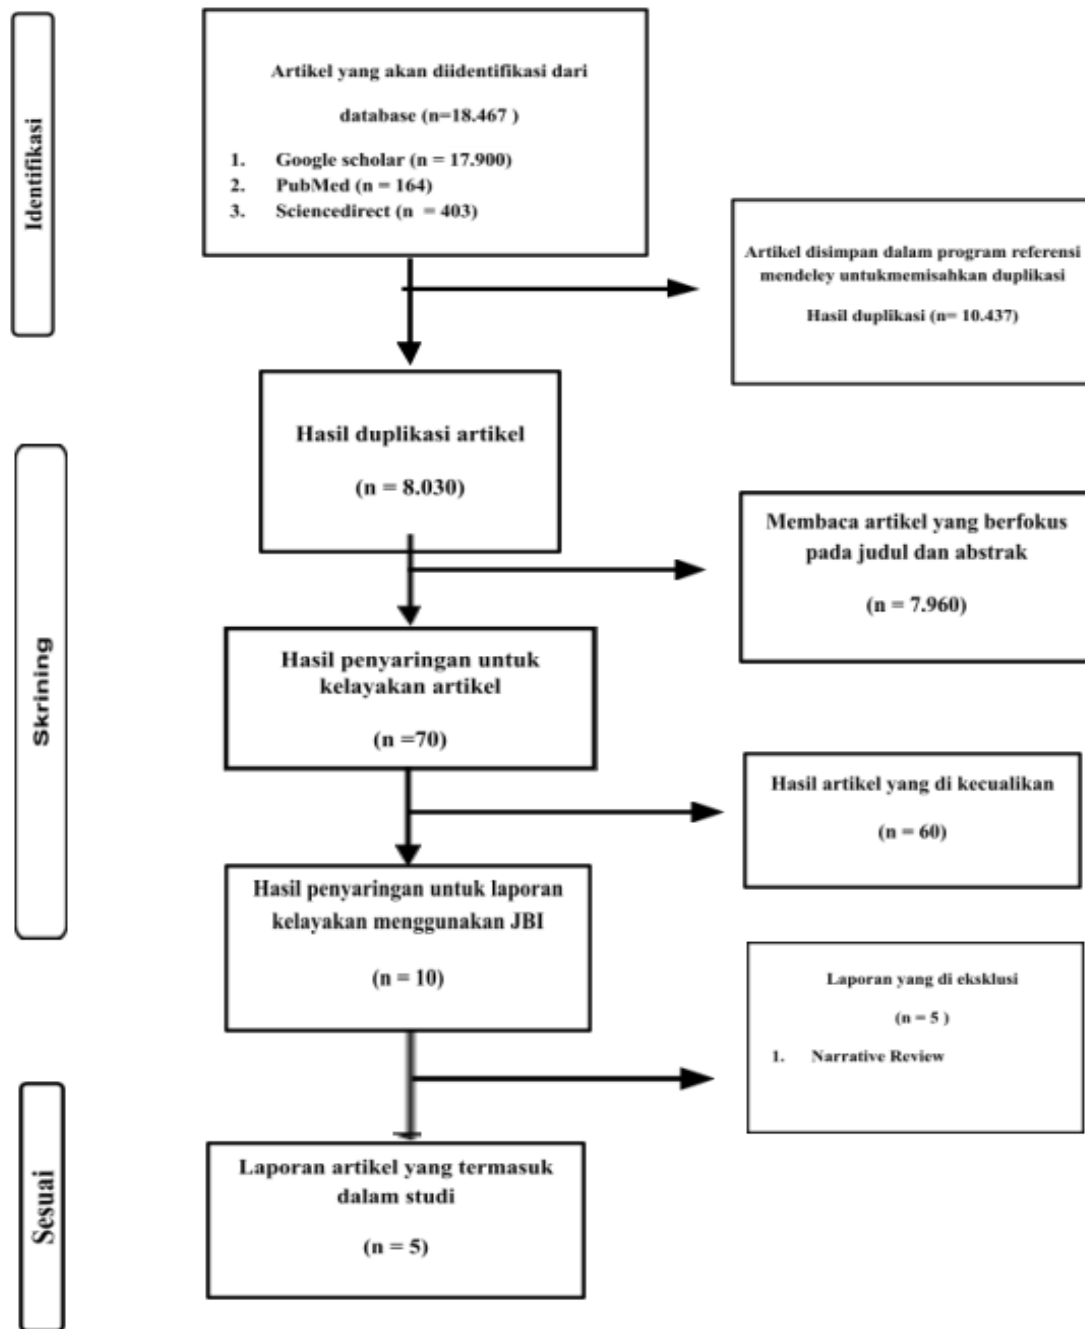 Identifikasi
Artikel yang akan diidentifikasi dari
database (n=18.467 )
1. Google scholar (n = 17.900)
2. PubMed (n = 164)
3. Sciencedirect (n = 403)
Artikel disimpan dalam program referensi
mendeley untukmemisahkan duplikasi
Hasil duplikasi (n= 10.437)
Skrining
Hasil duplikasi artikel
(n = 8.030)
Membaca artikel yang berfokus
pada judul dan abstrak
(n = 7.960)
Hasil penyaringan untuk
kelayakan artikel
(n =70)
Hasil artikel yang di kecualikan
(n = 60)
Hasil penyaringan untuk laporan
kelayakan menggunakan JBI
(n = 10)
Laporan yang di eksklusi
(n = 5 )
1. Narrative Review
Sesuai
Laporan artikel yang termasuk
dalam studi
(n = 5)